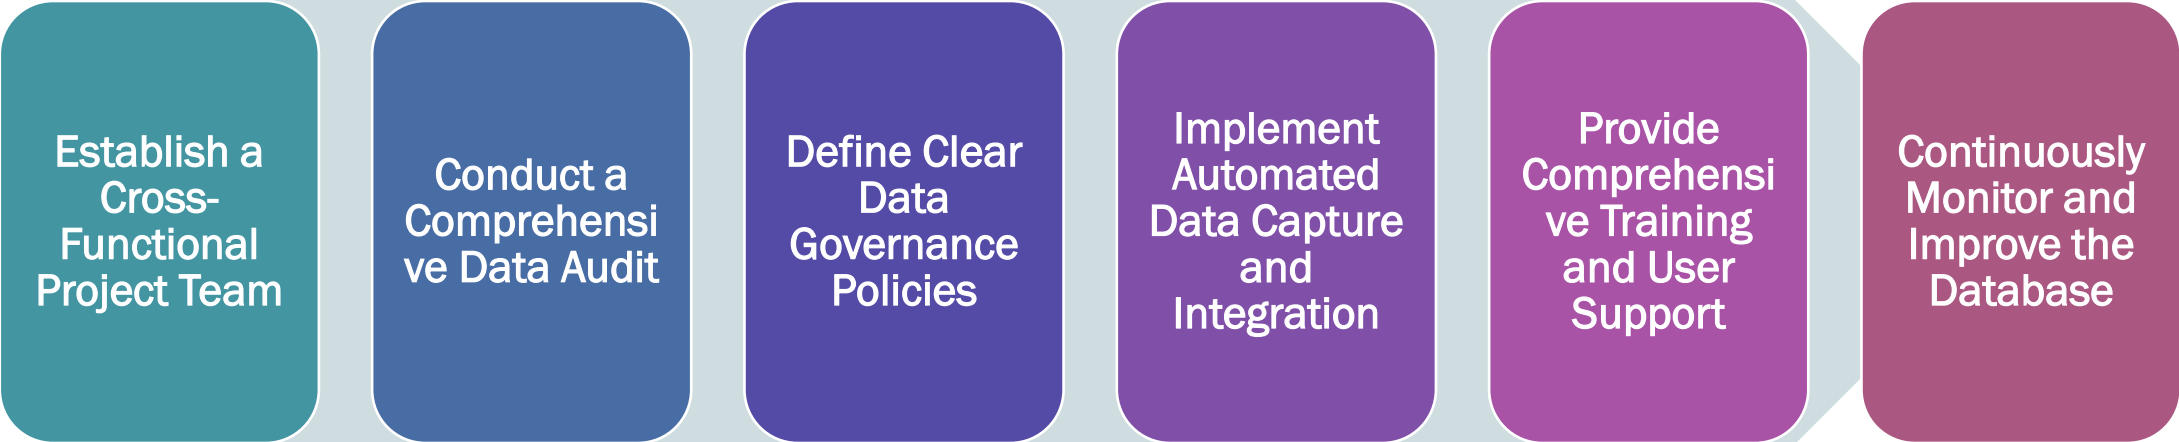 Establish a
Cross-
Functional
Project Team
Conduct a
Comprehensi
ve Data Audit
Define Clear
Data
Governance
Policies
Implement
Automated
Data Capture
and
Integration
Provide
Comprehensi
ve Training
and User
Support
Continuously
Monitor and
Improve the
Database